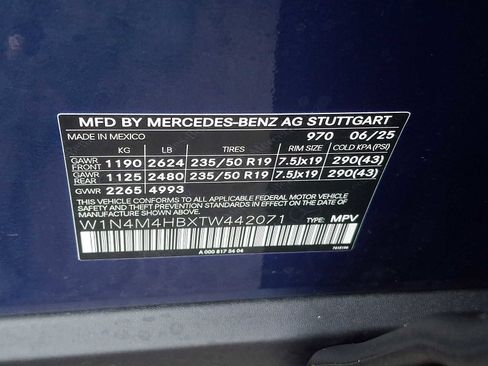 MFD BY MERCEDES-BENZ AG STUTTGART
MADE IN MEXICO 970 06/25
KG LB TIRES RIM SIZE COLD KPA (PSI)
GAWR FRONT 1190 2624 235/50 R19 7.5Jx19 290(43)
GAWR REAR 1125 2480 235/50 R19 7.5Jx19 290(43)
GVWR 2265 4993
THIS VEHICLE CONFORMS TO ALL APPLICABLE FEDERAL MOTOR VEHICLE
SAFETY AND THEFT PREVENTION STANDARDS IN EFFECT ON THE DATE OF
MANUFACTURE SHOWN ABOVE.
W1N4M4HBXTW442071 TYPE: MPV
A 000 817 56 04